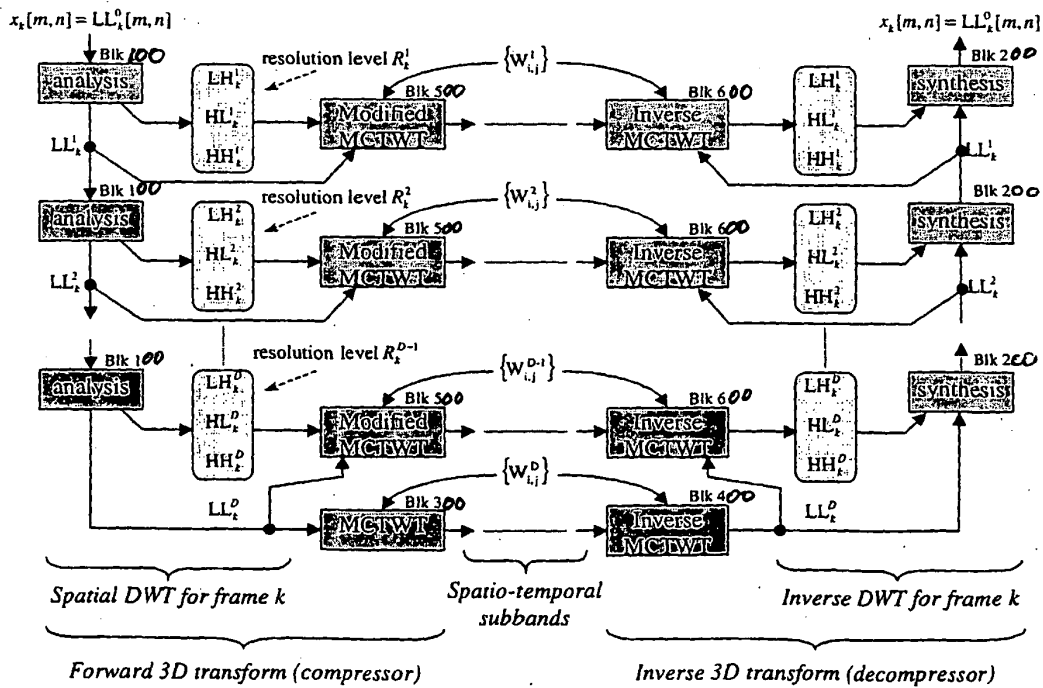 x_k[m,n] = LL_k^0[m,n]
x_k[m,n] = LL_k^0[m,n]
Blk 100
analysis
LH_k^1
HL_k^1
HH_k^1
resolution level R_k^1
{W_{i,j}^1}
Blk 500
Modified
MCTWT
Blk 600
Inverse
MCTWT
LH_k^1
HL_k^1
HH_k^1
Blk 200
synthesis
LL_k^1
LL_k^1
Blk 100
analysis
LH_k^2
HL_k^2
HH_k^2
resolution level R_k^2
{W_{i,j}^2}
Blk 500
Modified
MCTWT
Blk 600
Inverse
MCTWT
LH_k^2
HL_k^2
HH_k^2
Blk 200
synthesis
LL_k^2
LL_k^2
Blk 100
analysis
LH_k^D
HL_k^D
HH_k^D
resolution level R_k^{D-1}
{W_{i,j}^{D-1}}
Blk 500
Modified
MCTWT
Blk 600
Inverse
MCTWT
LH_k^D
HL_k^D
HH_k^D
Blk 200
synthesis
LL_k^D
Blk 300
MCTWT
{W_{i,j}^D}
Blk 400
Inverse
MCTWT
LL_k^D
Spatial DWT for frame k
Spatio-temporal
subbands
Inverse DWT for frame k
Forward 3D transform (compressor)
Inverse 3D transform (decompressor)